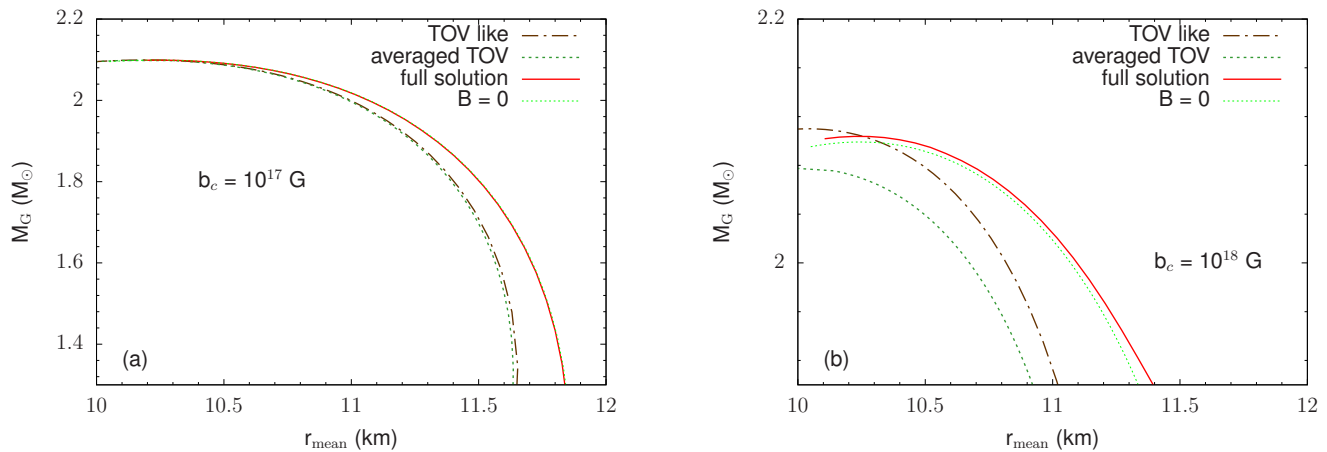 2.2
2
1.8
1.6
1.4
M_G (M_⊙)
TOV like
averaged TOV
full solution
B = 0
b_c = 10^17 G
(a)
10
10.5
11
11.5
12
r_mean (km)
2.2
2
M_G (M_⊙)
TOV like
averaged TOV
full solution
B = 0
b_c = 10^18 G
(b)
10
10.5
11
11.5
12
r_mean (km)